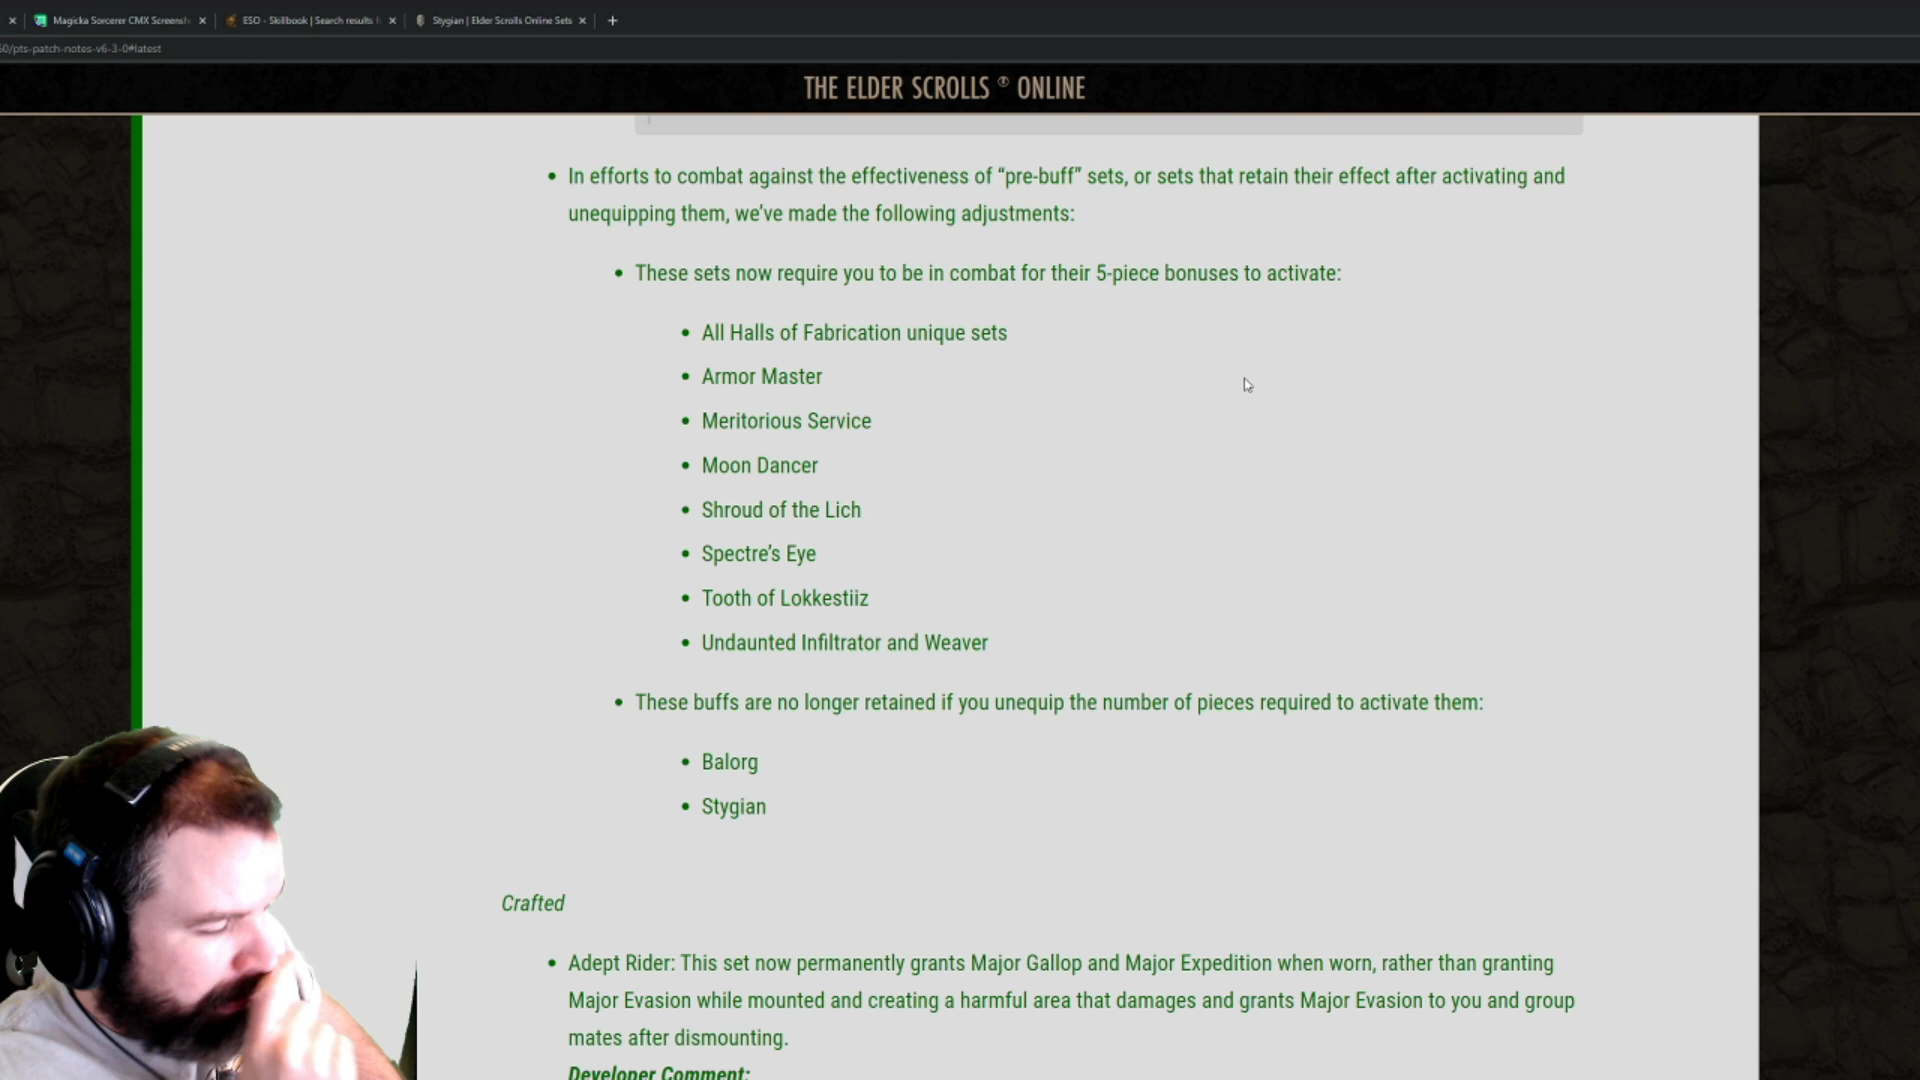 Magicka Sorcerer CMX Screensh
ESO - Skillbook | Search results
Stygian | Elder Scrolls Online Sets
0/pts-patch-notes-v6-3-0#latest
THE ELDER SCROLLS ® ONLINE
• In efforts to combat against the effectiveness of “pre-buff” sets, or sets that retain their effect after activating and
unequipping them, we’ve made the following adjustments:
• These sets now require you to be in combat for their 5-piece bonuses to activate:
• All Halls of Fabrication unique sets
• Armor Master
• Meritorious Service
• Moon Dancer
• Shroud of the Lich
• Spectre’s Eye
• Tooth of Lokkestiiz
• Undaunted Infiltrator and Weaver
• These buffs are no longer retained if you unequip the number of pieces required to activate them:
• Balorg
• Stygian
Crafted
• Adept Rider: This set now permanently grants Major Gallop and Major Expedition when worn, rather than granting
Major Evasion while mounted and creating a harmful area that damages and grants Major Evasion to you and group
mates after dismounting.
Developer Comment: